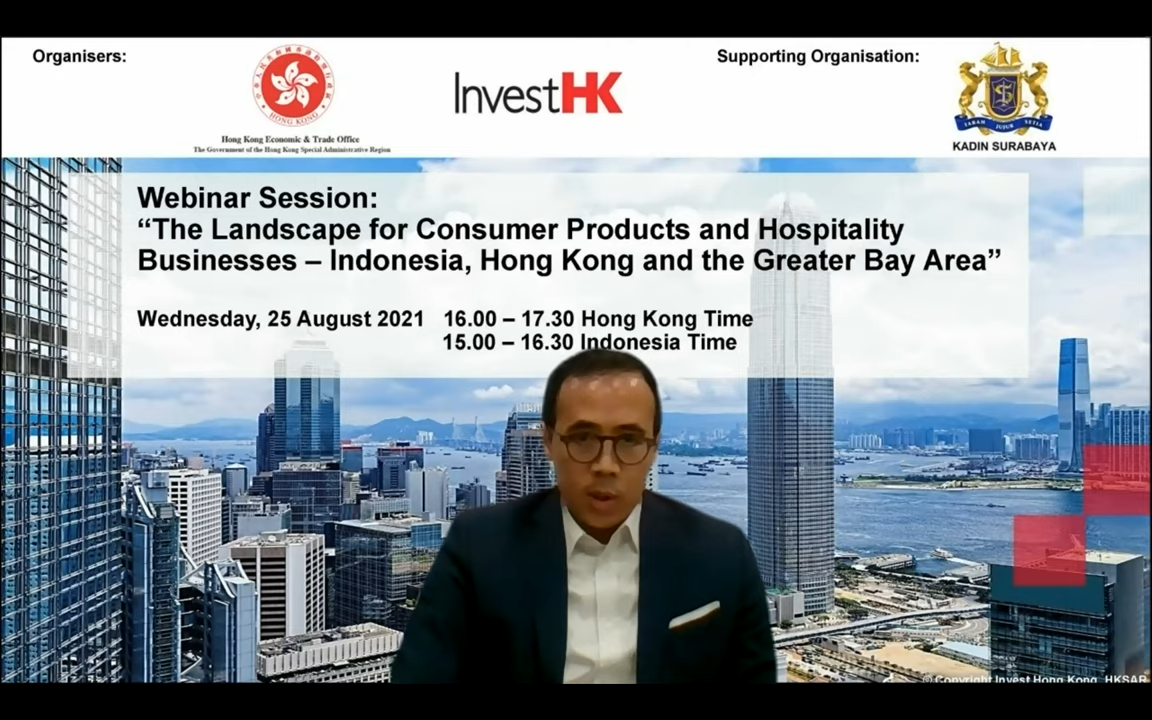 Organisers:
Supporting Organisation:
HONG KONG
Hong Kong Economic & Trade Office
The Government of the Hong Kong Special Administrative Region
InvestHK
TABAH JUJUR SETIA
KADIN SURABAYA
Webinar Session:
“The Landscape for Consumer Products and Hospitality
Businesses – Indonesia, Hong Kong and the Greater Bay Area”
Wednesday, 25 August 2021 16.00 – 17.30 Hong Kong Time
15.00 – 16.30 Indonesia Time
© Copyright Invest Hong Kong, HKSAR